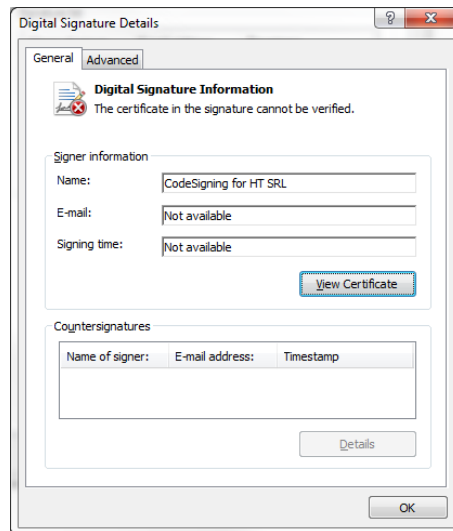 Digital Signature Details
General Advanced
Digital Signature Information
The certificate in the signature cannot be verified.
Signer information
Name: CodeSigning for HT SRL
E-mail: Not available
Signing time: Not available
View Certificate
Countersignatures
Name of signer: E-mail address: Timestamp
Details
OK